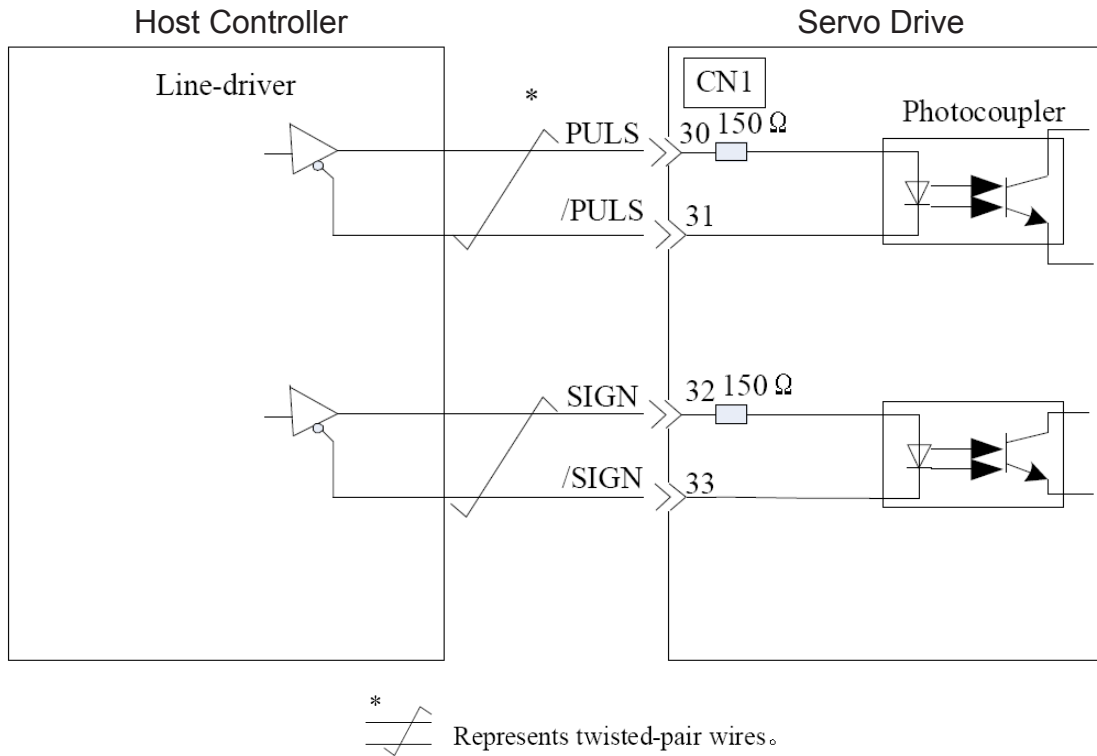 Host Controller
Servo Drive
Line-driver
CN1
Photocoupler
*
PULS
30
150 Ω
/PULS
31
SIGN
32
150 Ω
/SIGN
33
*
Represents twisted-pair wires。